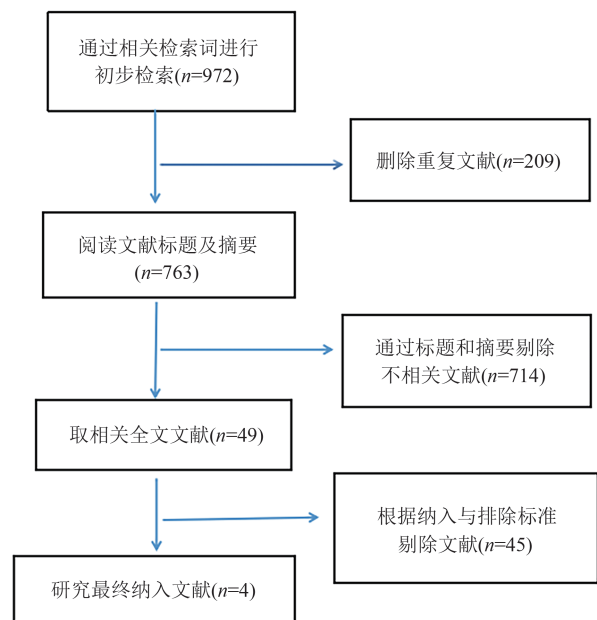 通过相关检索词进行
初步检索(n=972)
删除重复文献(n=209)
阅读文献标题及摘要
(n=763)
通过标题和摘要剔除
不相关文献(n=714)
取相关全文文献(n=49)
根据纳入与排除标准
剔除文献(n=45)
研究最终纳入文献(n=4)